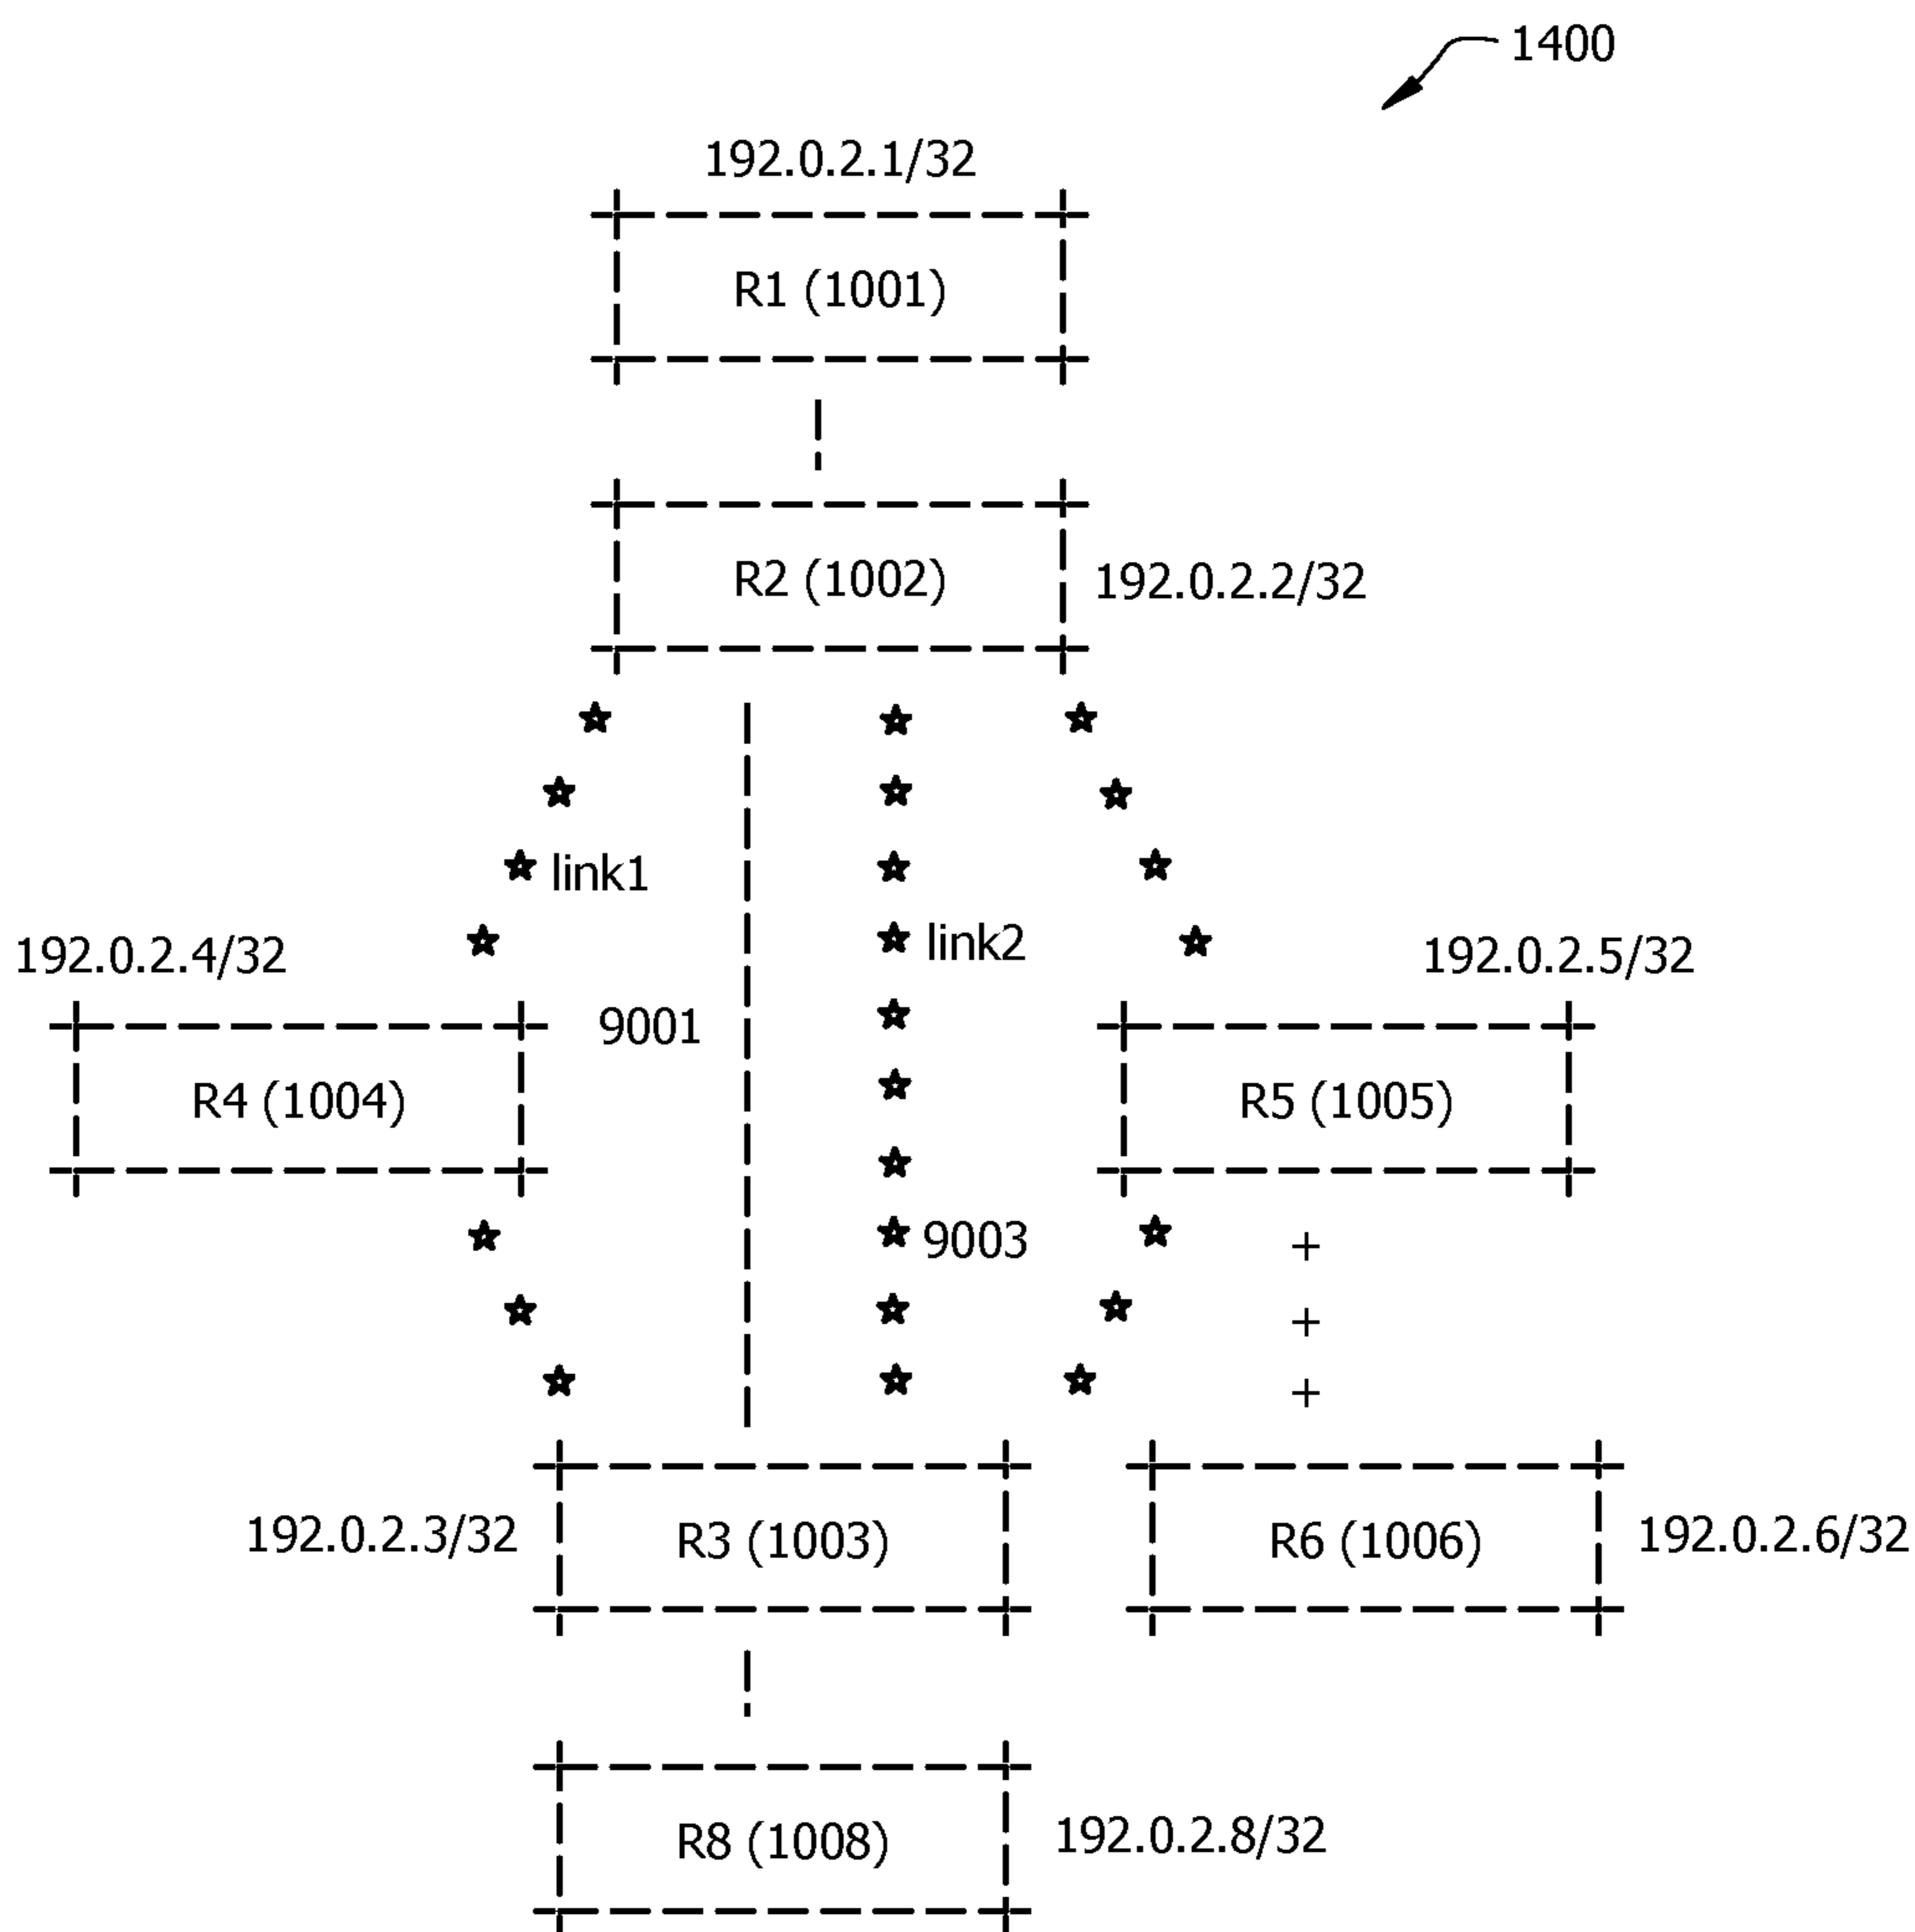 1400
192.0.2.1/32
R1 (1001)
R2 (1002)
192.0.2.2/32
link1
link2
192.0.2.4/32
192.0.2.5/32
9001
R4 (1004)
R5 (1005)
9003
192.0.2.3/32
R3 (1003)
R6 (1006)
192.0.2.6/32
R8 (1008)
192.0.2.8/32